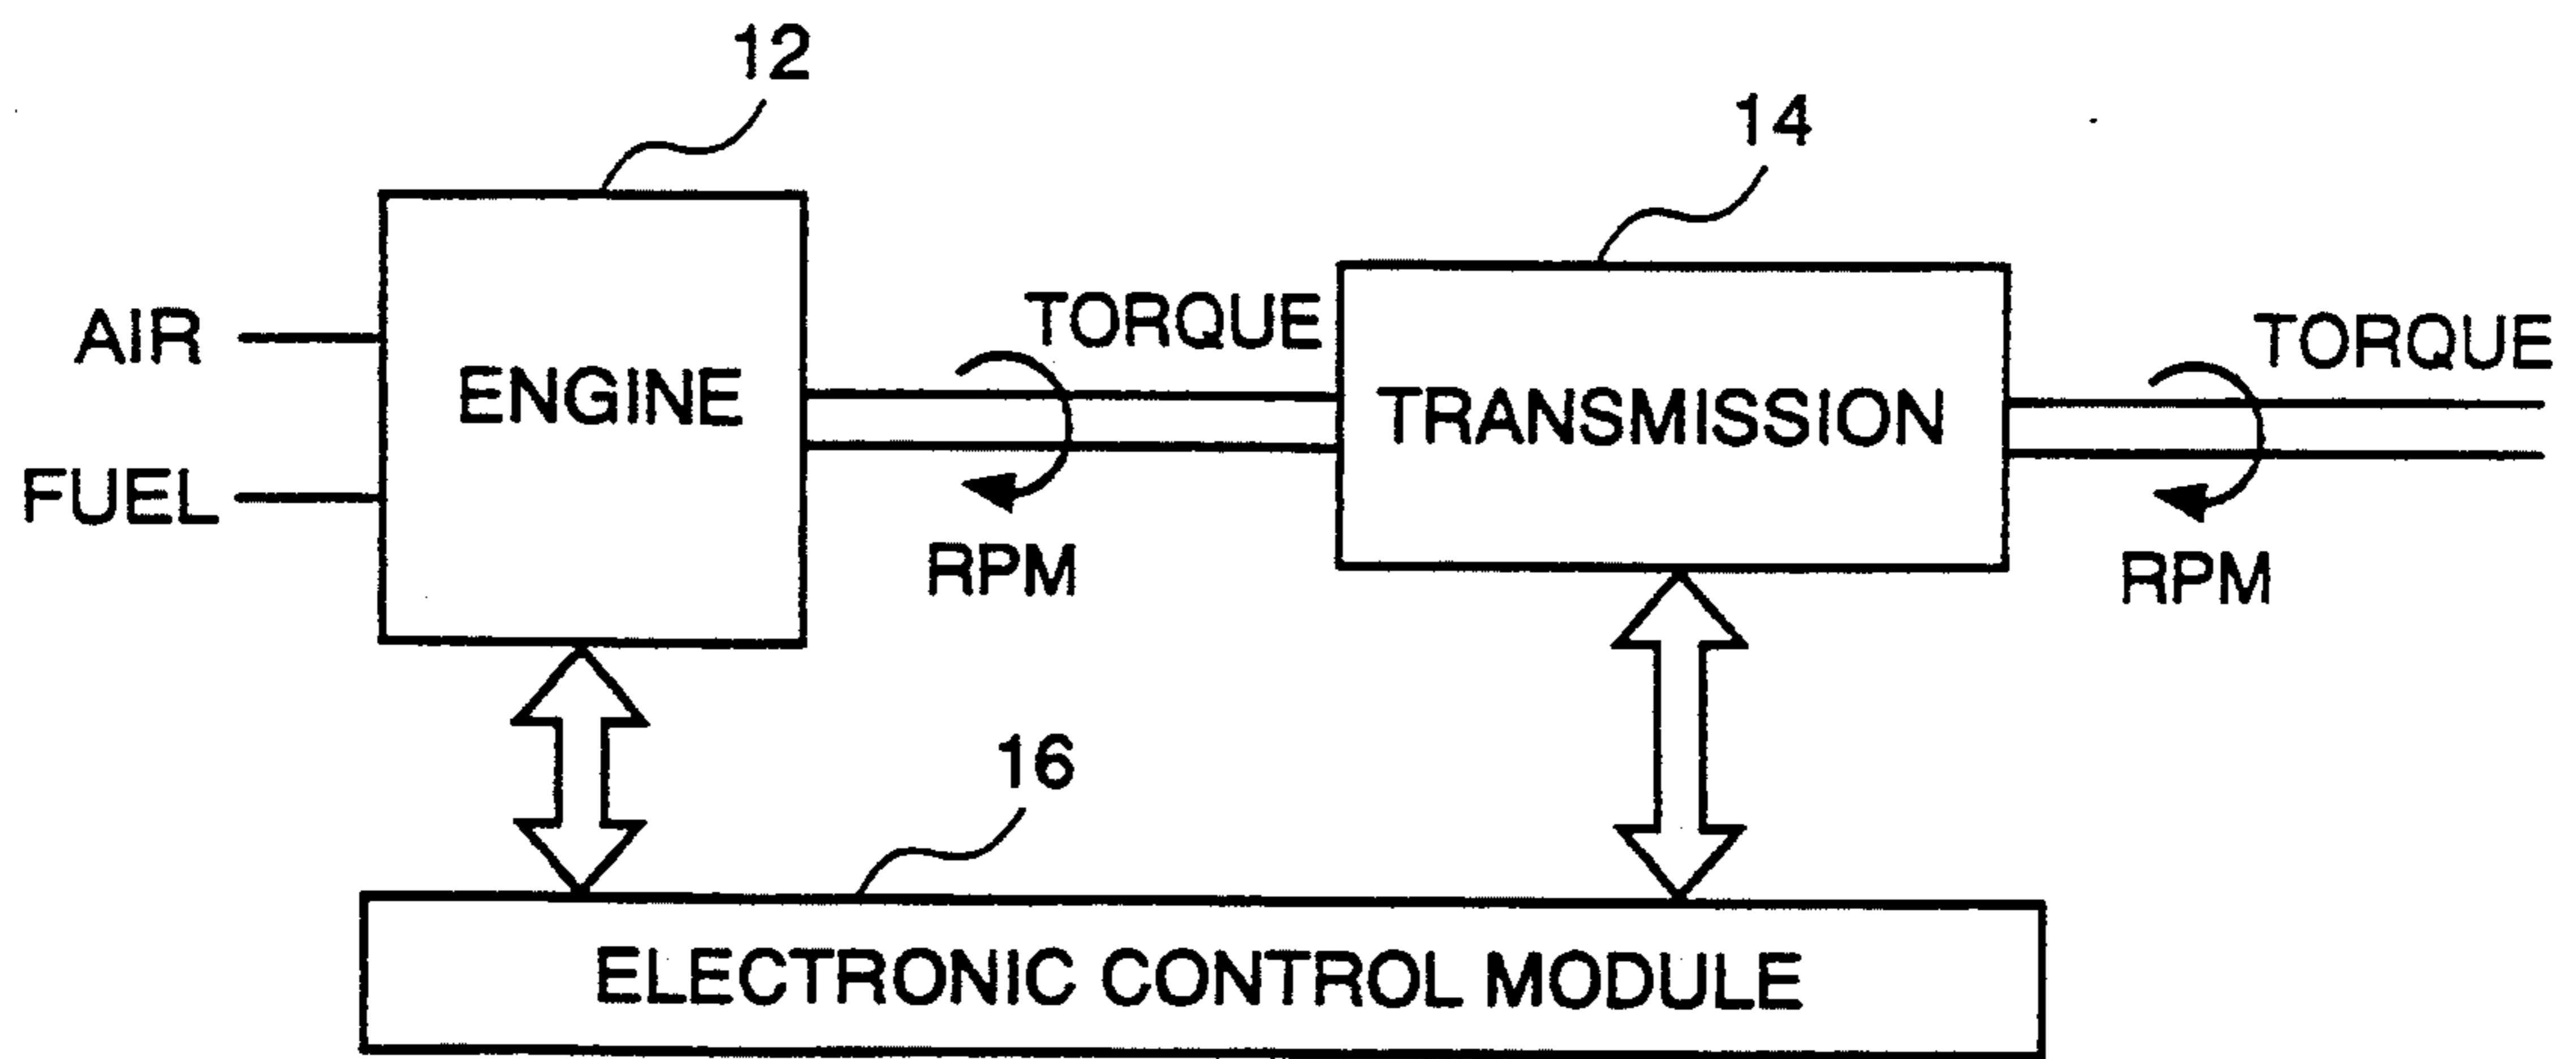 12
14
AIR
ENGINE
TORQUE
TRANSMISSION
TORQUE
FUEL
RPM
RPM
16
ELECTRONIC CONTROL MODULE